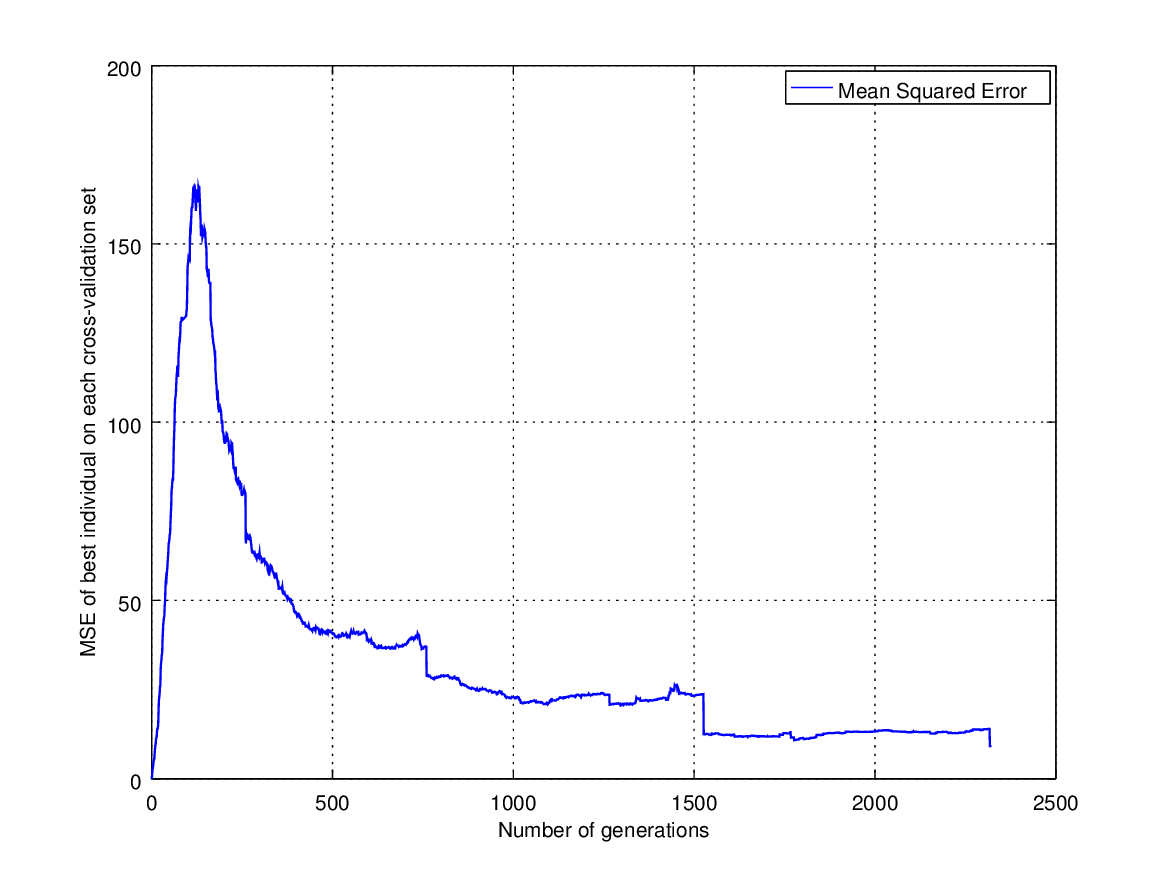 200
Mean Squared Error
150
100
50
0
MSE of best individual on each cross-validation set
0 500 1000 1500 2000 2500
Number of generations